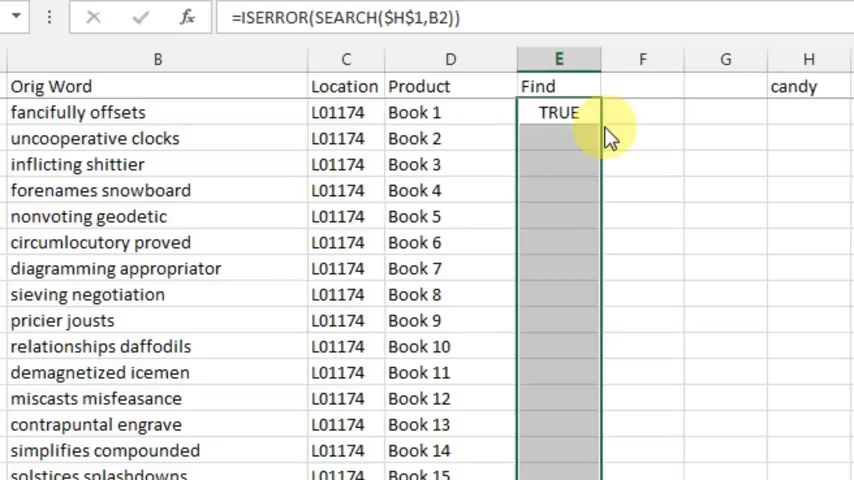 =ISERROR(SEARCH($H$1,B2))
B C D E F G H
Orig Word Location Product Find candy
fancifully offsets L01174 Book 1 TRUE
uncooperative clocks L01174 Book 2
inflicting shittier L01174 Book 3
forenames snowboard L01174 Book 4
nonvoting geodetic L01174 Book 5
circumlocutory proved L01174 Book 6
diagramming appropriator L01174 Book 7
sieving negotiation L01174 Book 8
pricier jousts L01174 Book 9
relationships daffodils L01174 Book 10
demagnetized icemen L01174 Book 11
miscasts misfeasance L01174 Book 12
contrapuntal engrave L01174 Book 13
simplifies compounded L01174 Book 14
solstices splashdowns L01174 Book 15